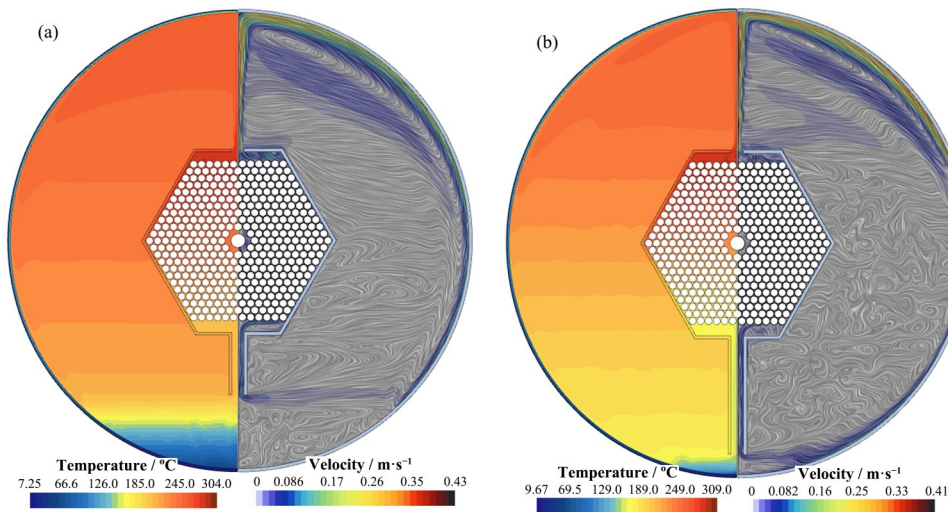 (a)
(b)
Temperature / ºC
7.25 66.6 126.0 185.0 245.0 304.0
Velocity / m·s⁻¹
0 0.086 0.17 0.26 0.35 0.43
Temperature / ºC
9.67 69.5 129.0 189.0 249.0 309.0
Velocity / m·s⁻¹
0 0.082 0.16 0.25 0.33 0.41